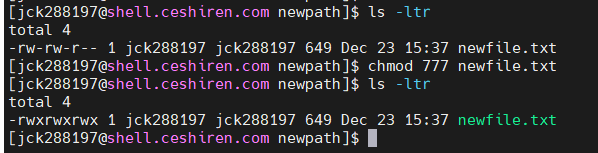 [jck288197@shell.ceshiren.com newpath]$ ls -ltr
total 4
-rw-rw-r-- 1 jck288197 jck288197 649 Dec 23 15:37 newfile.txt
[jck288197@shell.ceshiren.com newpath]$ chmod 777 newfile.txt
[jck288197@shell.ceshiren.com newpath]$ ls -ltr
total 4
-rwxrwxrwx 1 jck288197 jck288197 649 Dec 23 15:37 newfile.txt
[jck288197@shell.ceshiren.com newpath]$